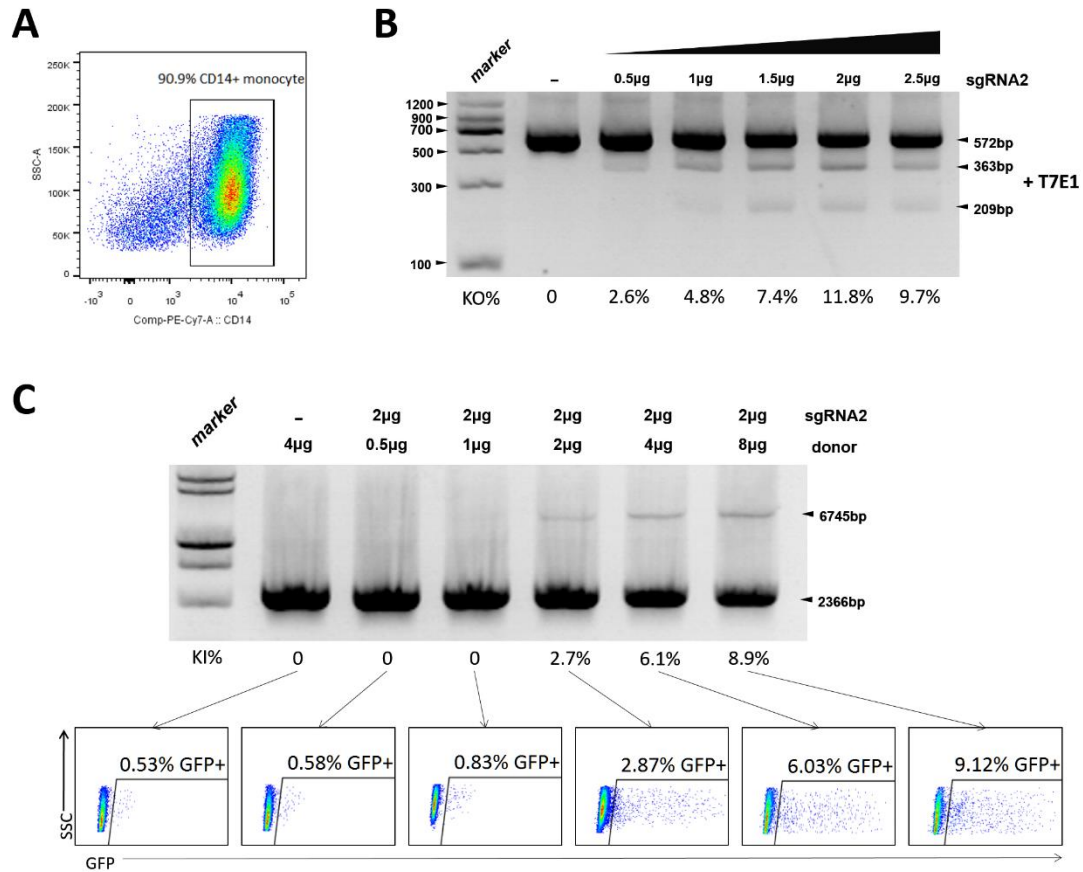 A
90.9% CD14+ monocyte
250K
200K
150K
100K
50K
0
SSC-A
-10³ 0 10³ 10⁴ 10⁵
Comp-PE-Cy7-A :: CD14
B
marker
– 0.5µg 1µg 1.5µg 2µg 2.5µg sgRNA2
1200
900
700
500
300
100
572bp
363bp
209bp
+ T7E1
KO% 0 2.6% 4.8% 7.4% 11.8% 9.7%
C
marker
– 2µg 2µg 2µg 2µg 2µg sgRNA2
4µg 0.5µg 1µg 2µg 4µg 8µg donor
6745bp
2366bp
KI% 0 0 0 2.7% 6.1% 8.9%
0.53% GFP+ 0.58% GFP+ 0.83% GFP+ 2.87% GFP+ 6.03% GFP+ 9.12% GFP+
SSC
GFP